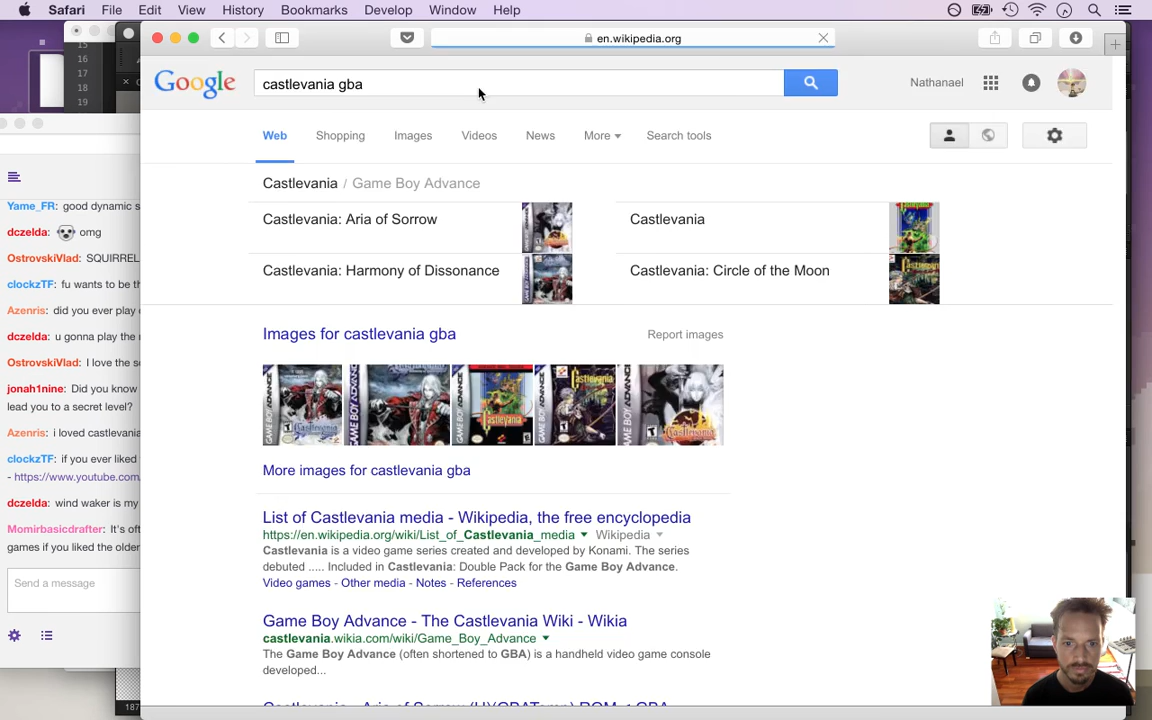 Safari File Edit View History Bookmarks Develop Window Help
en.wikipedia.org
15
16
17
18
19
Google castlevania gba Nathanael
Web Shopping Images Videos News More Search tools
Castlevania / Game Boy Advance
Castlevania: Aria of Sorrow Castlevania
Castlevania: Harmony of Dissonance Castlevania: Circle of the Moon
Images for castlevania gba Report images
More images for castlevania gba
List of Castlevania media - Wikipedia, the free encyclopedia
https://en.wikipedia.org/wiki/List_of_Castlevania_media Wikipedia
Castlevania is a video game series created and developed by Konami. The series
debuted ..... Included in Castlevania: Double Pack for the Game Boy Advance.
Video games - Other media - Notes - References
Game Boy Advance - The Castlevania Wiki - Wikia
castlevania.wikia.com/wiki/Game_Boy_Advance
The Game Boy Advance (often shortened to GBA) is a handheld video game console
developed...
Yame_FR: good dynamic s
dczelda: omg
OstrovskiVlad: SQUIRREL
clockzTF: fu wants to be th
Azenris: did you ever play
dczelda: u gonna play the
OstrovskiVlad: I love the s
jonah1nine: Did you know
lead you to a secret level?
Azenris: i loved castlevania
clockzTF: if you ever liked
- https://www.youtube.com
dczelda: wind waker is my
Momirbasicdrafter: It's oft
games if you liked the older
Send a message
187